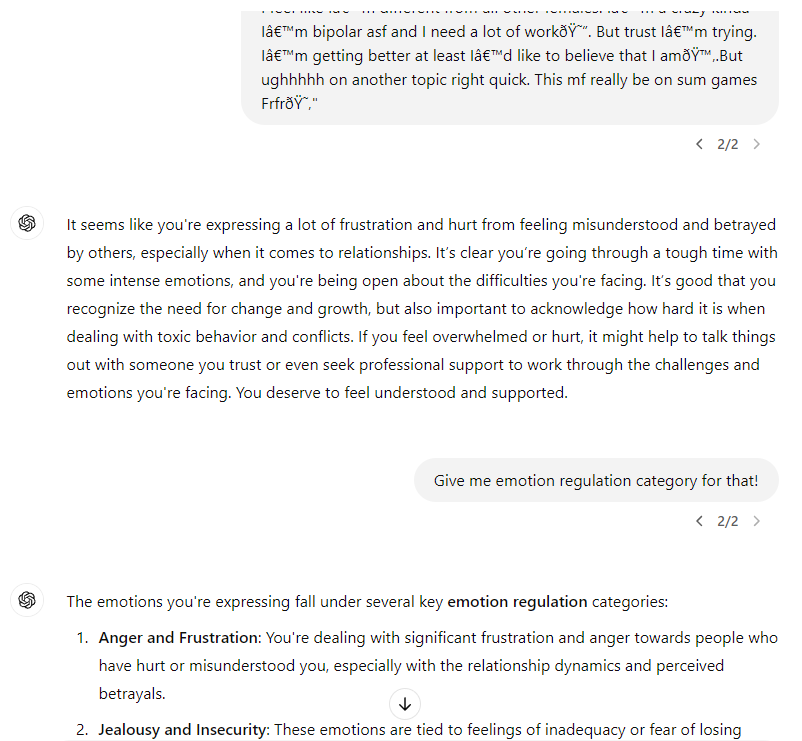 Iâ€™m bipolar asf and I need a lot of workðŸ˜”. But trust Iâ€™m trying.
Iâ€™m getting better at least Iâ€™d like to believe that I amðŸ™‚.But
ughhhhh on another topic right quick. This mf really be on sum games
FrfrðŸ˜‚"
< 2/2 >
It seems like you're expressing a lot of frustration and hurt from feeling misunderstood and betrayed
by others, especially when it comes to relationships. It's clear you're going through a tough time with
some intense emotions, and you're being open about the difficulties you're facing. It's good that you
recognize the need for change and growth, but also important to acknowledge how hard it is when
dealing with toxic behavior and conflicts. If you feel overwhelmed or hurt, it might help to talk things
out with someone you trust or even seek professional support to work through the challenges and
emotions you're facing. You deserve to feel understood and supported.
Give me emotion regulation category for that!
< 2/2 >
The emotions you're expressing fall under several key emotion regulation categories:
1. Anger and Frustration: You're dealing with significant frustration and anger towards people who
have hurt or misunderstood you, especially with the relationship dynamics and perceived
betrayals.
2. Jealousy and Insecurity: These emotions are tied to feelings of inadequacy or fear of losing